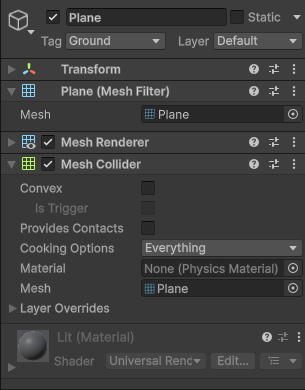 Plane Static
Tag Ground Layer Default
Transform
Plane (Mesh Filter)
Mesh Plane
Mesh Renderer
Mesh Collider
Convex
Is Trigger
Provides Contacts
Cooking Options Everything
Material None (Physics Material)
Mesh Plane
Layer Overrides
Lit (Material)
Shader Universal Renc Edit...